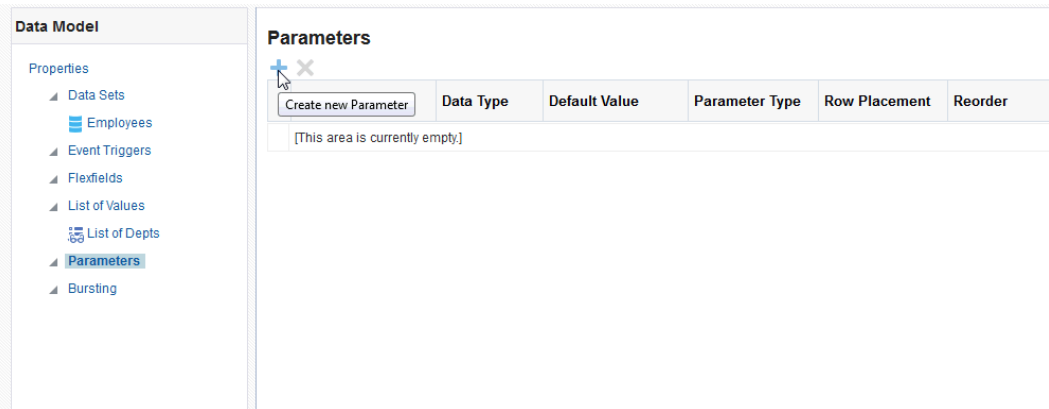 Data Model
Properties
Data Sets
Employees
Event Triggers
Flexfields
List of Values
List of Depts
Parameters
Bursting
Parameters
Create new Parameter
Data Type Default Value Parameter Type Row Placement Reorder
[This area is currently empty.]